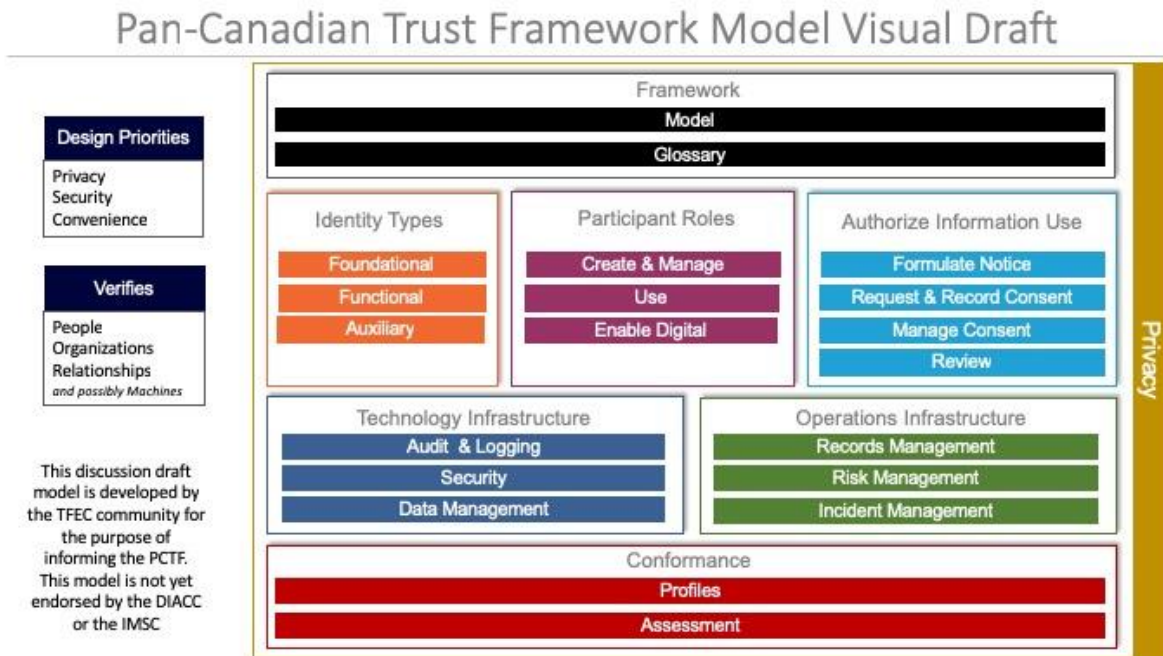 Pan-Canadian Trust Framework Model Visual Draft
Design Priorities
Privacy
Security
Convenience
Verifies
People
Organizations
Relationships
and possibly Machines
This discussion draft
model is developed by
the TFEC community for
the purpose of
informing the PCTF.
This model is not yet
endorsed by the DIACC
or the IMSC
Framework
Model
Glossary
Identity Types
Foundational
Functional
Auxiliary
Participant Roles
Create & Manage
Use
Enable Digital
Authorize Information Use
Formulate Notice
Request & Record Consent
Manage Consent
Review
Technology Infrastructure
Audit & Logging
Security
Data Management
Operations Infrastructure
Records Management
Risk Management
Incident Management
Conformance
Profiles
Assessment
Privacy